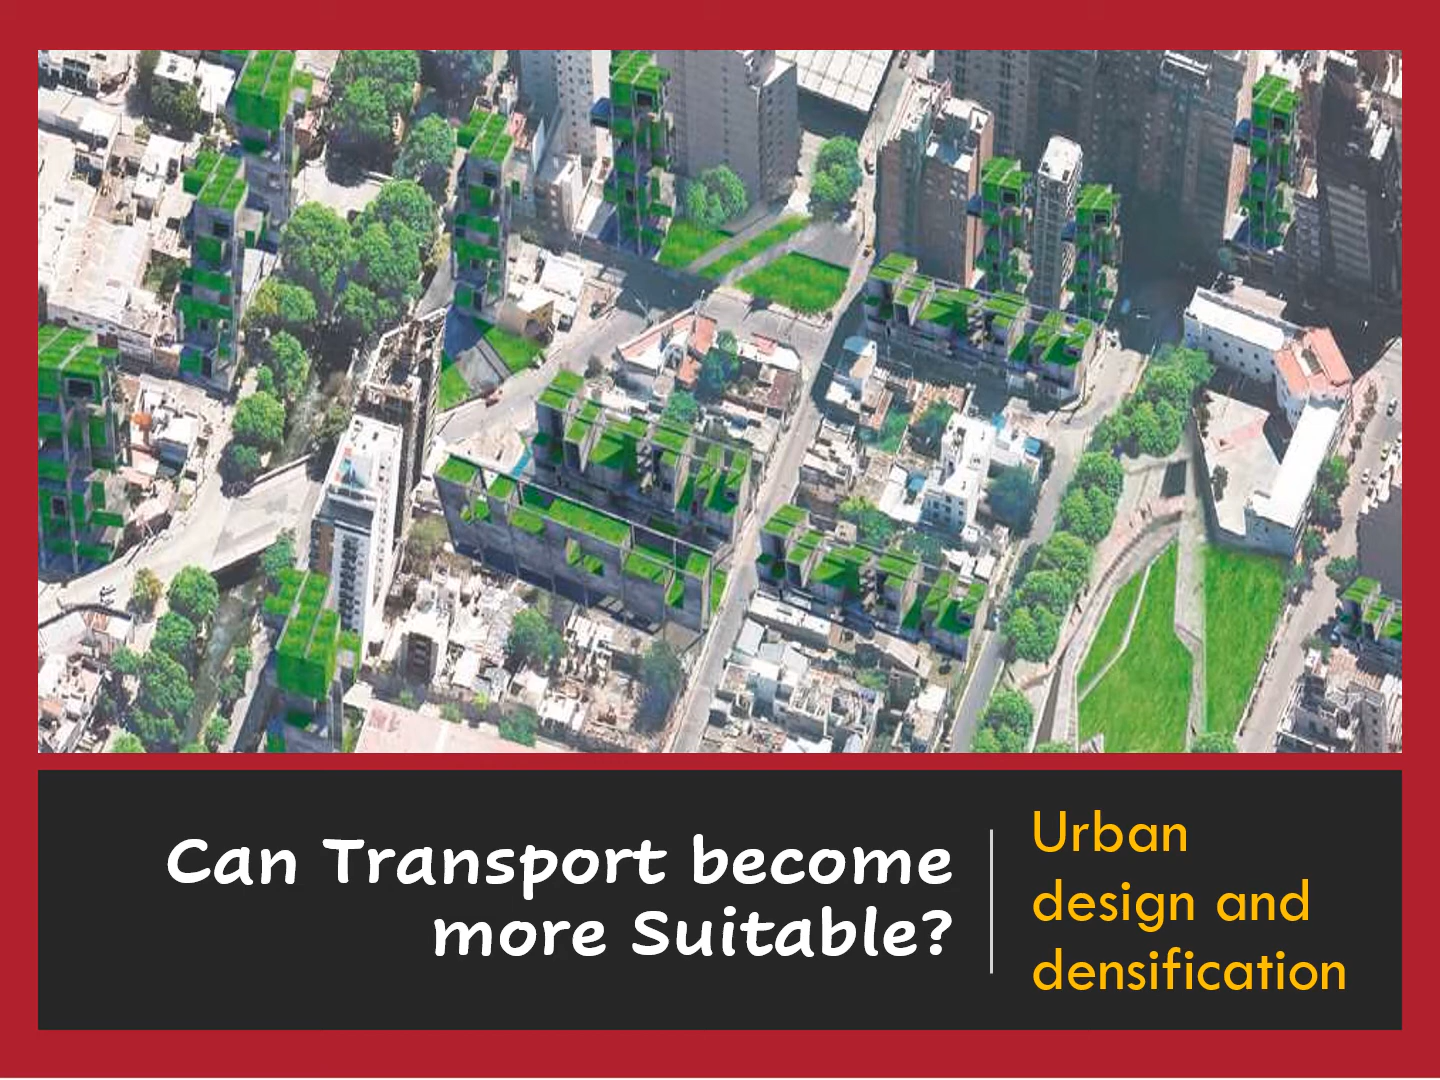 Can Transport become
more Suitable?
Urban
design and
densification